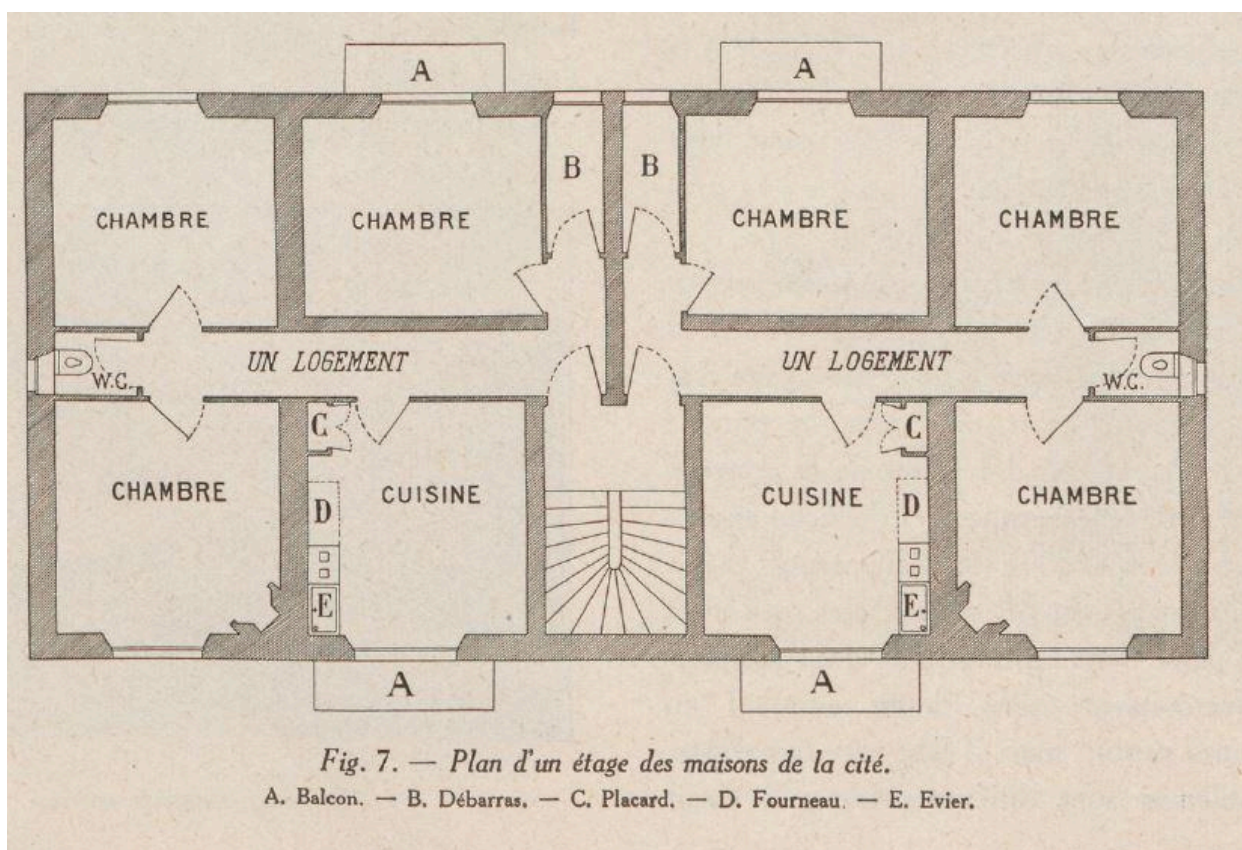 A A
B B
CHAMBRE CHAMBRE CHAMBRE CHAMBRE
UN LOGEMENT UN LOGEMENT
W.C. W.C.
C C
CHAMBRE CUISINE CUISINE CHAMBRE
D D
E E
A A
Fig. 7. — Plan d'un étage des maisons de la cité.
A. Balcon. — B. Débarras. — C. Placard. — D. Fourneau. — E. Evier.